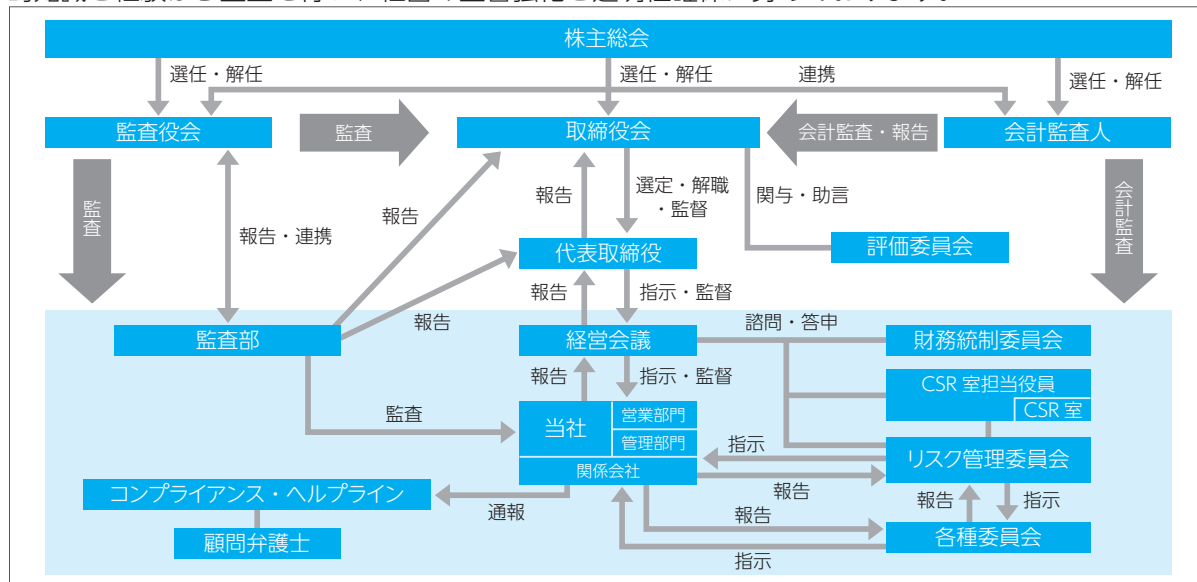 株主総会
選任・解任
選任・解任
連携
選任・解任
監査役会
監査
取締役会
会計監査・報告
会計監査人
監査
報告・連携
報告
報告
選定・解職
・監督
関与・助言
会計監査
代表取締役
評価委員会
報告
報告
指示・監督
監査部
経営会議
諮問・答申
財務統制委員会
報告
指示・監督
CSR 室担当役員
CSR 室
監査
当社
営業部門
管理部門
関係会社
指示
リスク管理委員会
報告
コンプライアンス・ヘルプライン
通報
報告
報告
指示
顧問弁護士
各種委員会
指示